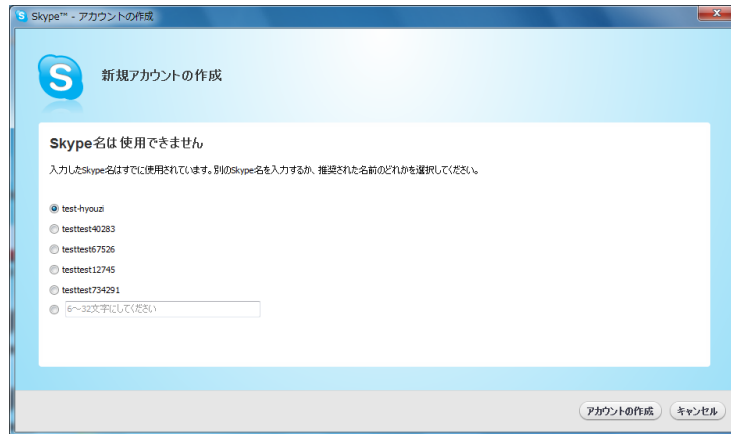 Skype™ - アカウントの作成
新規アカウントの作成
Skype名は使用できません
入力したSkype名はすでに使用されています。別のSkype名を入力するか、推奨された名前のどれかを選択してください。
test-hyouzi
testtest40283
testtest67526
testtest12745
testtest734291
6～32文字にしてください
アカウントの作成 キャンセル